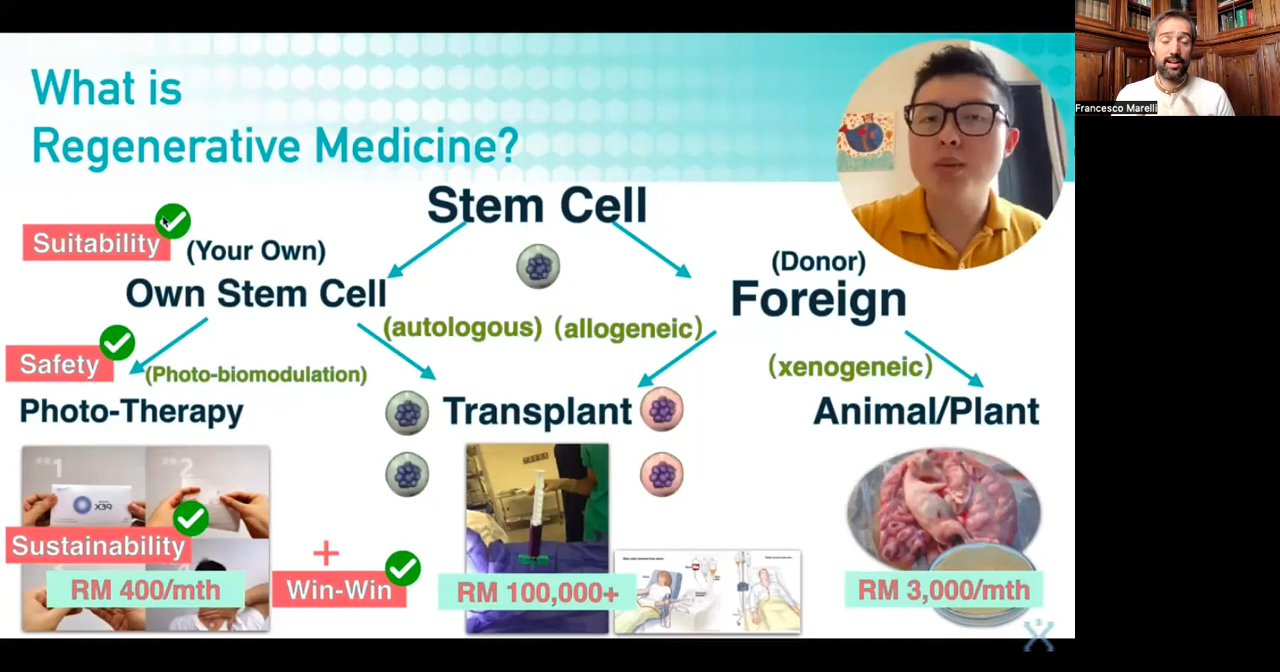 What is
Regenerative Medicine?
Francesco Marelli
Stem Cell
Suitability
(Your Own)
Own Stem Cell
(Donor)
Foreign
(autologous) (allogeneic)
(xenogeneic)
Safety
(Photo-biomodulation)
Photo-Therapy
Transplant
Animal/Plant
1
2
X39
Sustainability
RM 400/mth
+
Win-Win
RM 100,000+
RM 3,000/mth